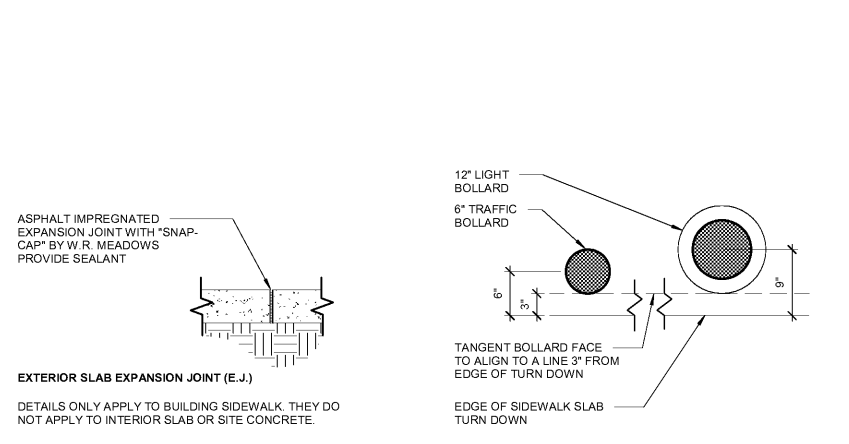 ASPHALT IMPREGNATED
EXPANSION JOINT WITH "SNAP-
CAP" BY W.R. MEADOWS
PROVIDE SEALANT
EXTERIOR SLAB EXPANSION JOINT (E.J.)
DETAILS ONLY APPLY TO BUILDING SIDEWALK. THEY DO
NOT APPLY TO INTERIOR SLAB OR SITE CONCRETE.
12" LIGHT
BOLLARD
6" TRAFFIC
BOLLARD
6"
3"
9"
TANGENT BOLLARD FACE
TO ALIGN TO A LINE 3" FROM
EDGE OF TURN DOWN
EDGE OF SIDEWALK SLAB
TURN DOWN